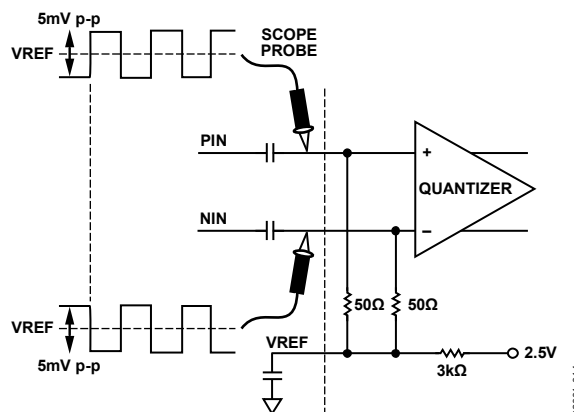 5mV p-p
VREF
SCOPE
PROBE
PIN
+
QUANTIZER
NIN
–
50Ω
50Ω
VREF
5mV p-p
VREF
2.5V
3kΩ